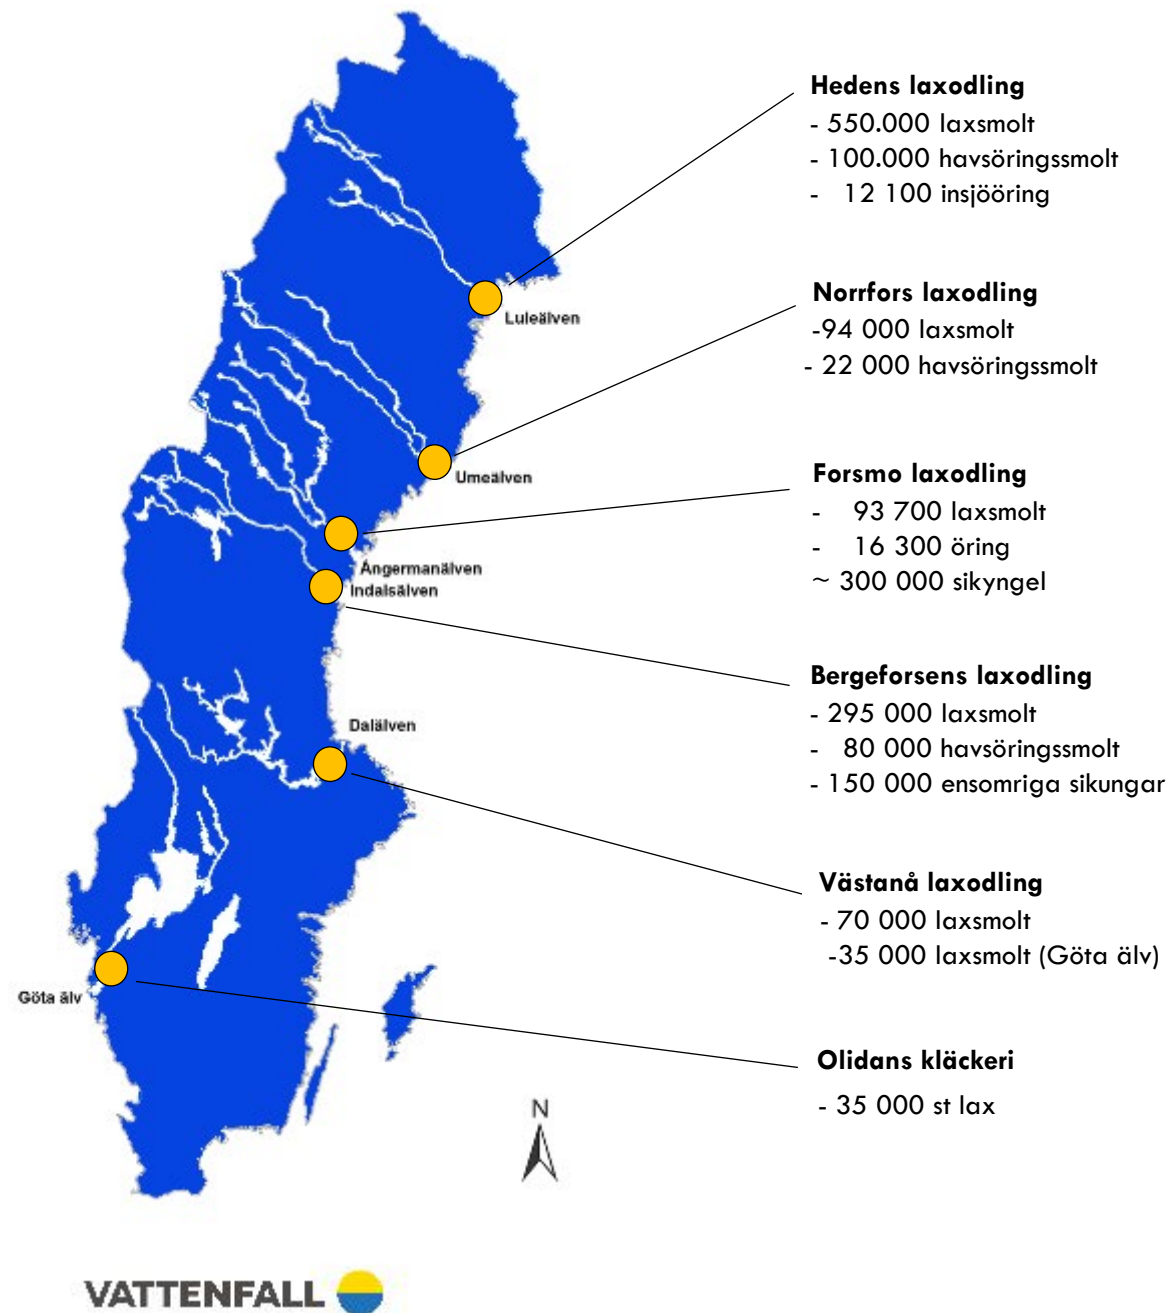 Hedens laxodling
- 550.000 laxsmolt
- 100.000 havsöringssmolt
- 12 100 insjööring
Luleälven
Norrfors laxodling
-94 000 laxsmolt
- 22 000 havsöringssmolt
Umeälven
Forsmo laxodling
- 93 700 laxsmolt
- 16 300 öring
~ 300 000 sikyngel
Ångermanälven
Indalsälven
Bergeforsens laxodling
- 295 000 laxsmolt
- 80 000 havsöringssmolt
- 150 000 ensomriga sikungar
Dalälven
Västanå laxodling
- 70 000 laxsmolt
-35 000 laxsmolt (Göta älv)
Göta älv
Olidans kläckeri
- 35 000 st lax
N
VATTENFALL